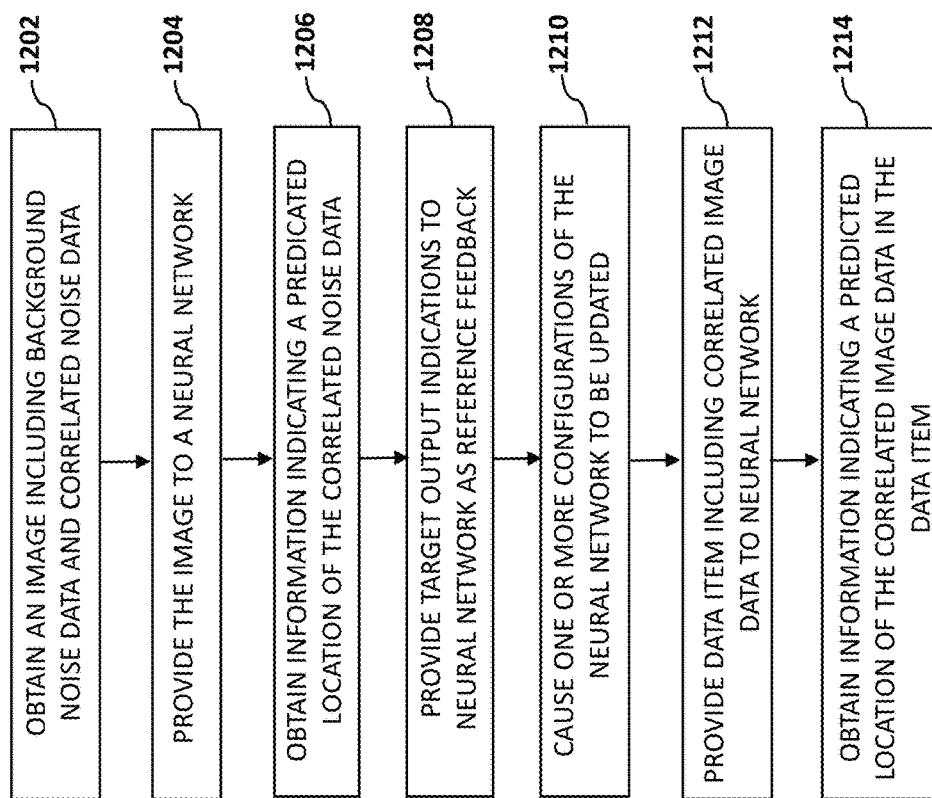 OBTAIN AN IMAGE INCLUDING BACKGROUND
NOISE DATA AND CORRELATED NOISE DATA
1202
PROVIDE THE IMAGE TO A NEURAL NETWORK
1204
OBTAIN INFORMATION INDICATING A PREDICATED
LOCATION OF THE CORRELATED NOISE DATA
1206
PROVIDE TARGET OUTPUT INDICATIONS TO
NEURAL NETWORK AS REFERENCE FEEDBACK
1208
CAUSE ONE OR MORE CONFIGURATIONS OF THE
NEURAL NETWORK TO BE UPDATED
1210
PROVIDE DATA ITEM INCLUDING CORRELATED IMAGE
DATA TO NEURAL NETWORK
1212
OBTAIN INFORMATION INDICATING A PREDICTED
LOCATION OF THE CORRELATED IMAGE DATA IN THE
DATA ITEM
1214